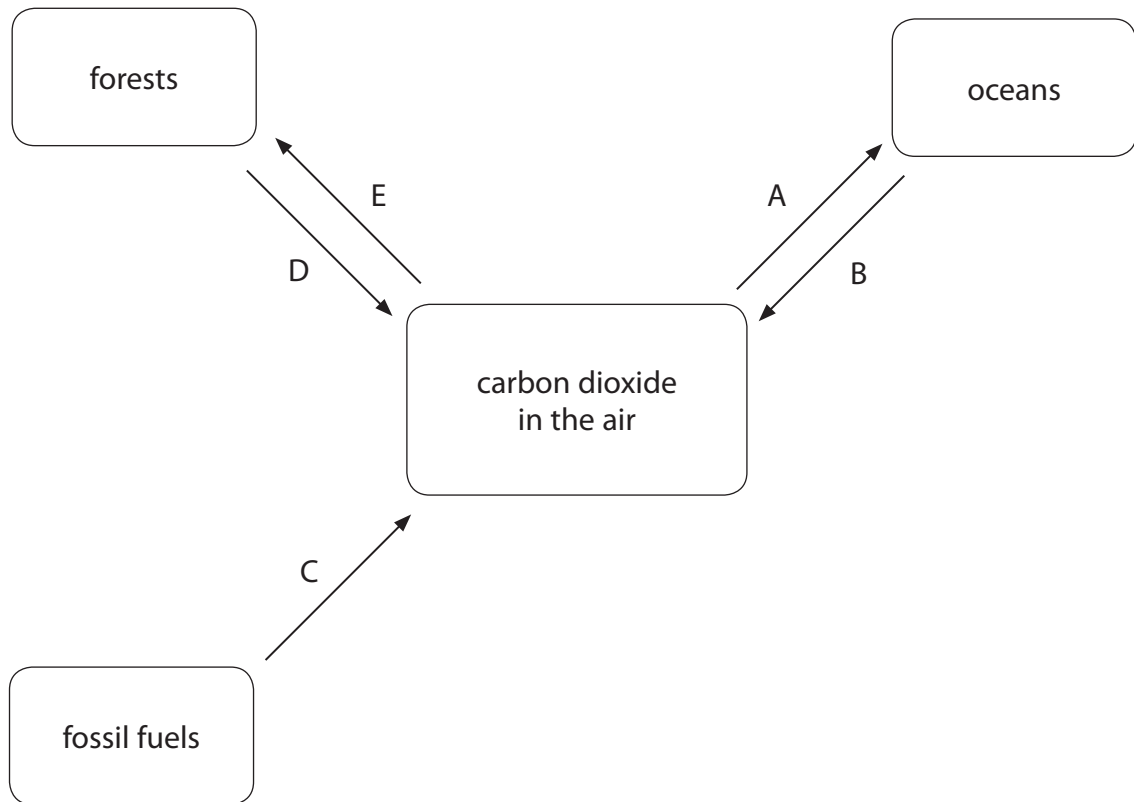 forests
oceans
E
A
D
B
carbon dioxide
in the air
C
fossil fuels